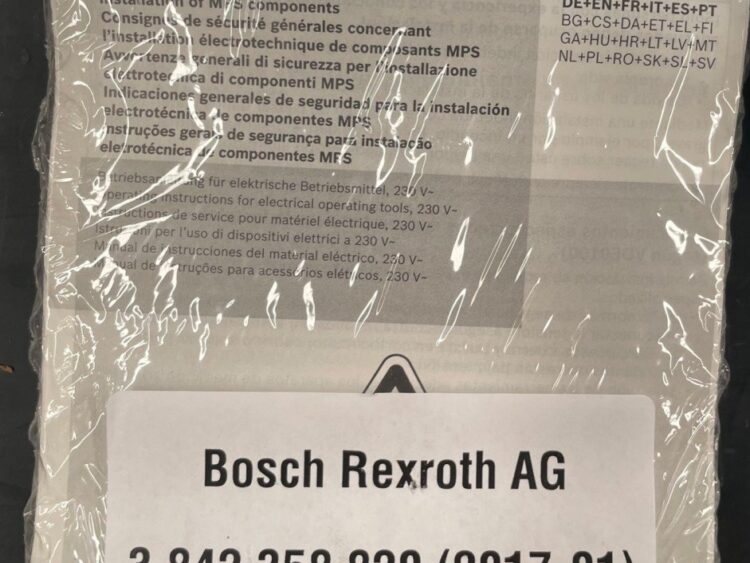 Installation of MPS components
Consignes de sécurité générales concernant
l'installation électrotechnique de composants MPS
Avvertenze generali di sicurezza per l'installazione
elettrotecnica di componenti MPS
Indicaciones generales de seguridad para la instalación
electrotécnica de componentes MPS
Instruções gerais de segurança para instalação
eletrotécnica de componentes MPS
DE+EN+FR+IT+ES+PT
BG+CS+DA+ET+EL+FI
GA+HU+HR+LT+LV+MT
NL+PL+RO+SK+SL+SV
Betriebsanleitung für elektrische Betriebsmittel, 230 V~
Operating instructions for electrical operating tools, 230 V~
Instructions de service pour matériel électrique, 230 V~
Istruzioni per l'uso di dispositivi elettrici a 230 V~
Manual de instrucciones del material eléctrico, 230 V~
Manual de instruções para acessórios elétricos, 230 V~
Bosch Rexroth AG
(2017-01)